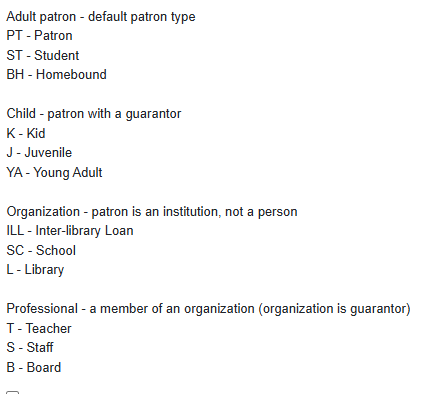 Adult patron - default patron type
PT - Patron
ST - Student
BH - Homebound
Child - patron with a guarantor
K - Kid
J - Juvenile
YA - Young Adult
Organization - patron is an institution, not a person
ILL - Inter-library Loan
SC - School
L - Library
Professional - a member of an organization (organization is guarantor)
T - Teacher
S - Staff
B - Board